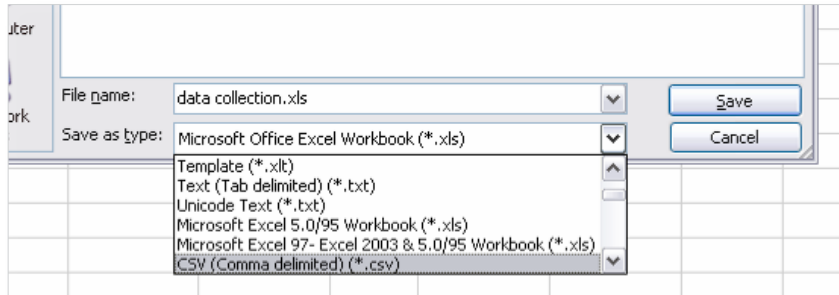 uter
ork
File name:
data collection.xls
Save
Save as type:
Microsoft Office Excel Workbook (*.xls)
Cancel
Template (*.xlt)
Text (Tab delimited) (*.txt)
Unicode Text (*.txt)
Microsoft Excel 5.0/95 Workbook (*.xls)
Microsoft Excel 97- Excel 2003 & 5.0/95 Workbook (*.xls)
CSV (Comma delimited) (*.csv)